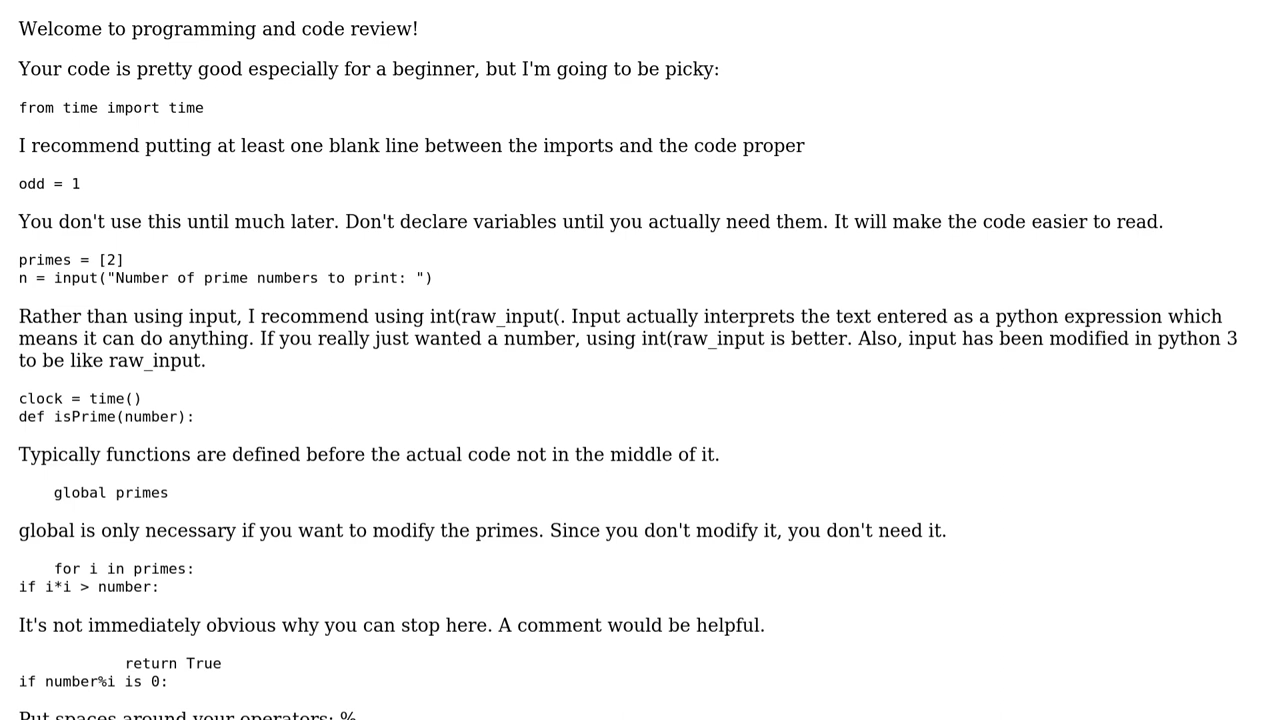 Welcome to programming and code review!
Your code is pretty good especially for a beginner, but I'm going to be picky:
from time import time
I recommend putting at least one blank line between the imports and the code proper
odd = 1
You don't use this until much later. Don't declare variables until you actually need them. It will make the code easier to read.
primes = [2]
n = input("Number of prime numbers to print: ")
Rather than using input, I recommend using int(raw_input(. Input actually interprets the text entered as a python expression which
means it can do anything. If you really just wanted a number, using int(raw_input is better. Also, input has been modified in python 3
to be like raw_input.
clock = time()
def isPrime(number):
Typically functions are defined before the actual code not in the middle of it.
    global primes
global is only necessary if you want to modify the primes. Since you don't modify it, you don't need it.
    for i in primes:
if i*i > number:
It's not immediately obvious why you can stop here. A comment would be helpful.
            return True
if number%i is 0:
Put spaces around your operators: %